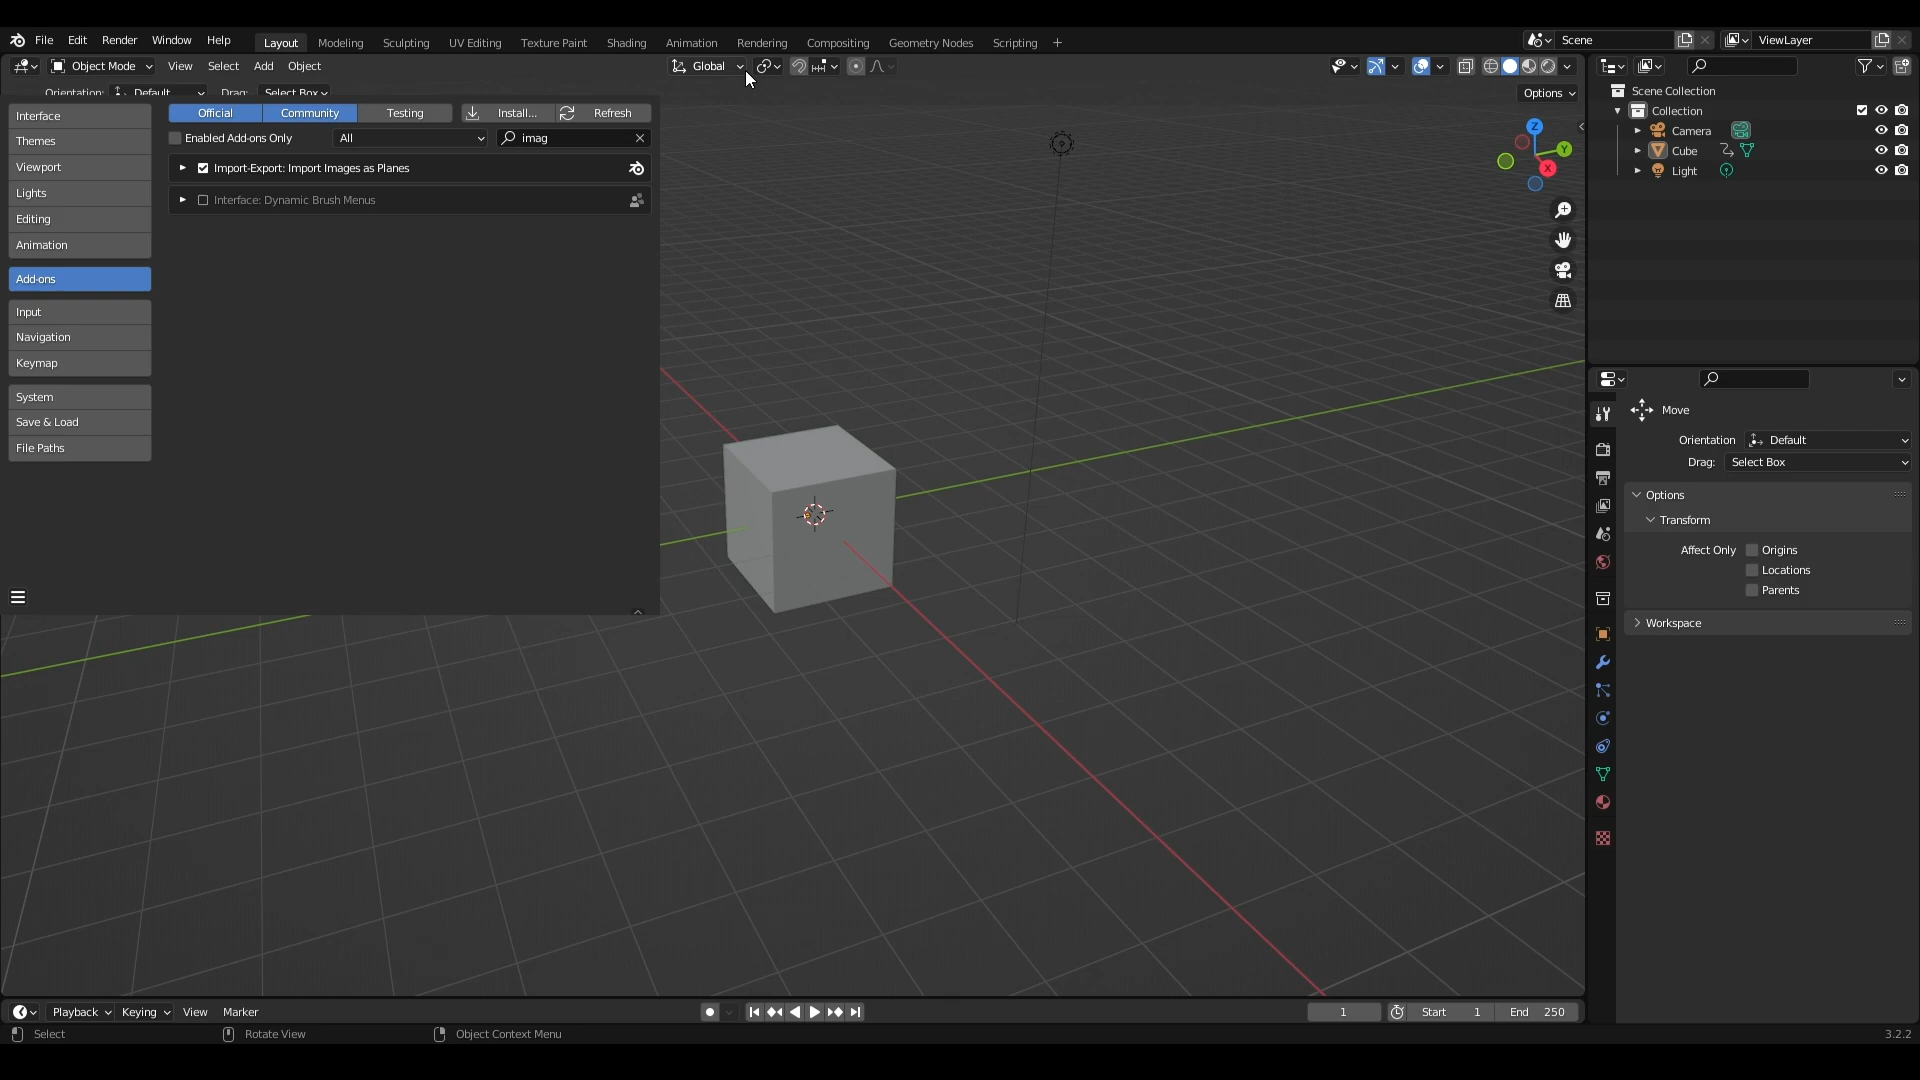 File Edit Render Window Help Layout Modeling Sculpting UV Editing Texture Paint Shading Animation Rendering Compositing Geometry Nodes Scripting + Scene ViewLayer
Object Mode View Select Add Object Global
Orientation: Default Drag: Select Box Options
Interface
Themes
Viewport
Lights
Editing
Animation
Add-ons
Input
Navigation
Keymap
System
Save & Load
File Paths
Official Community Testing Install... Refresh
Enabled Add-ons Only All imag
Import-Export: Import Images as Planes
Interface: Dynamic Brush Menus
Z
Y
X
Scene Collection
Collection
Camera
Cube
Light
Move
Orientation Default
Drag: Select Box
Options
Transform
Affect Only Origins
Locations
Parents
Workspace
Playback Keying View Marker 1 Start 1 End 250
Select Rotate View Object Context Menu 3.2.2